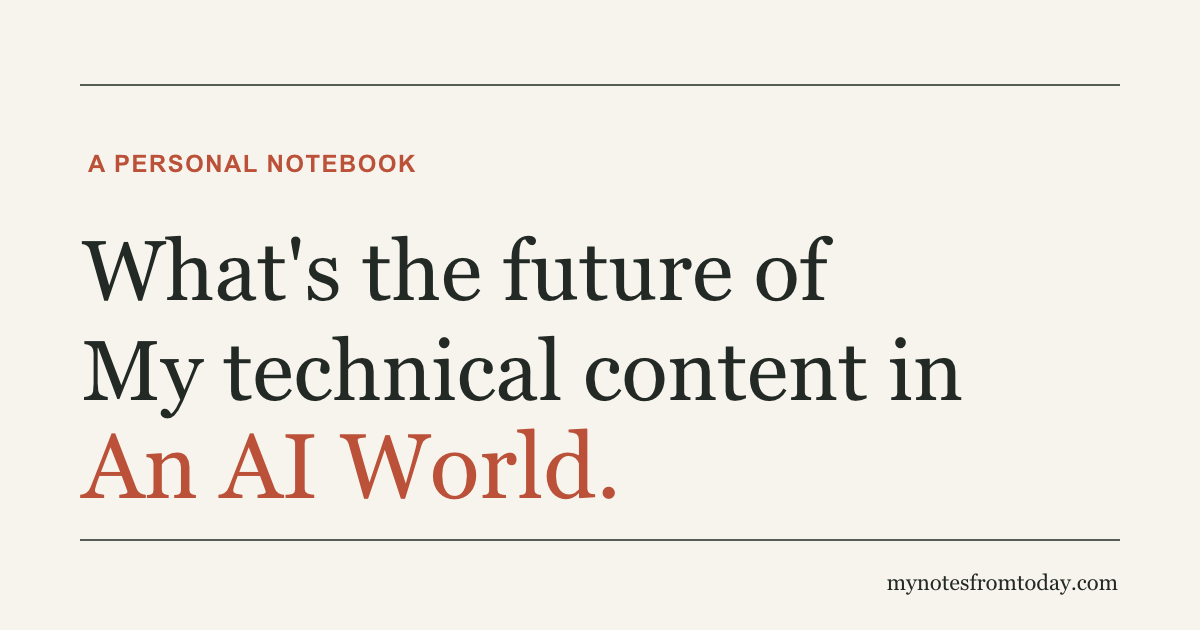 A PERSONAL NOTEBOOK
What's the future of
My technical content in
An AI World.
mynotesfromtoday.com